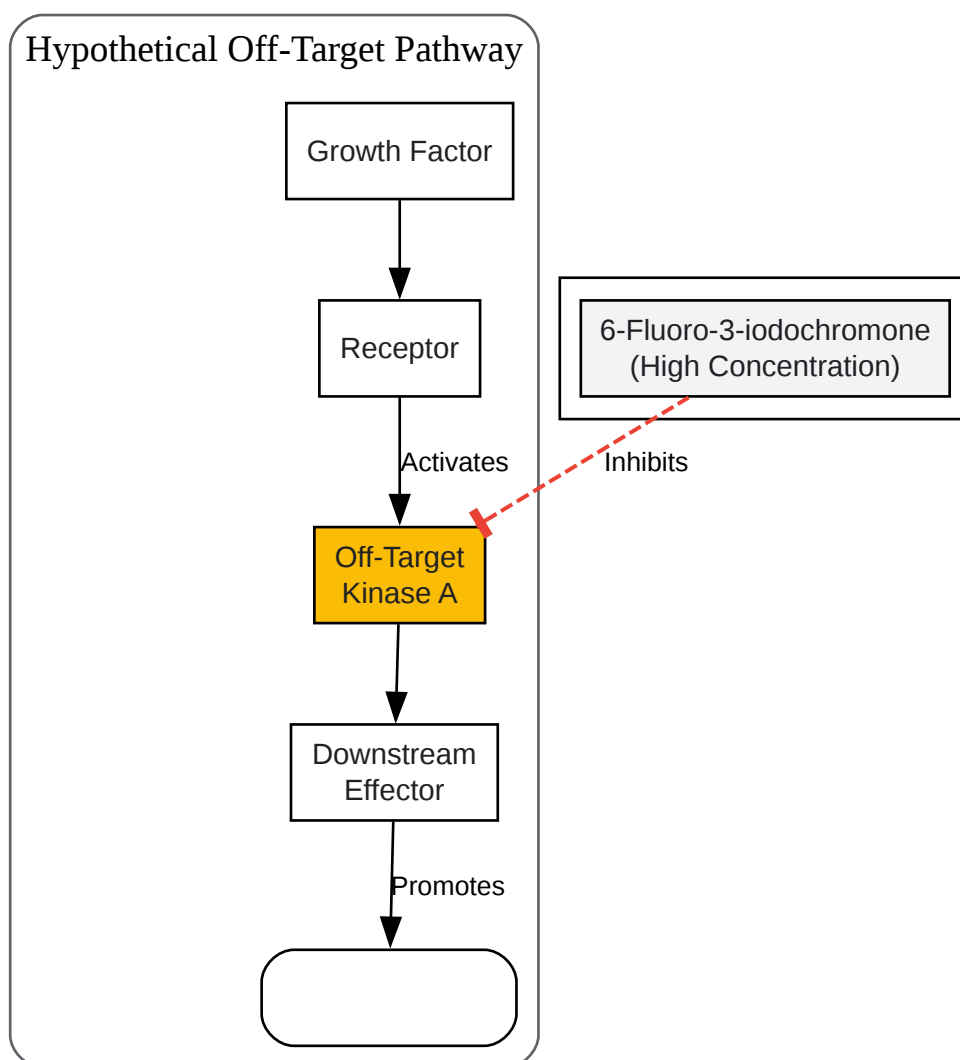 Hypothetical Off-Target Pathway
Growth Factor
Receptor
6-Fluoro-3-iodochromone
(High Concentration)
Activates
Inhibits
Off-Target
Kinase A
Downstream
Effector
Promotes